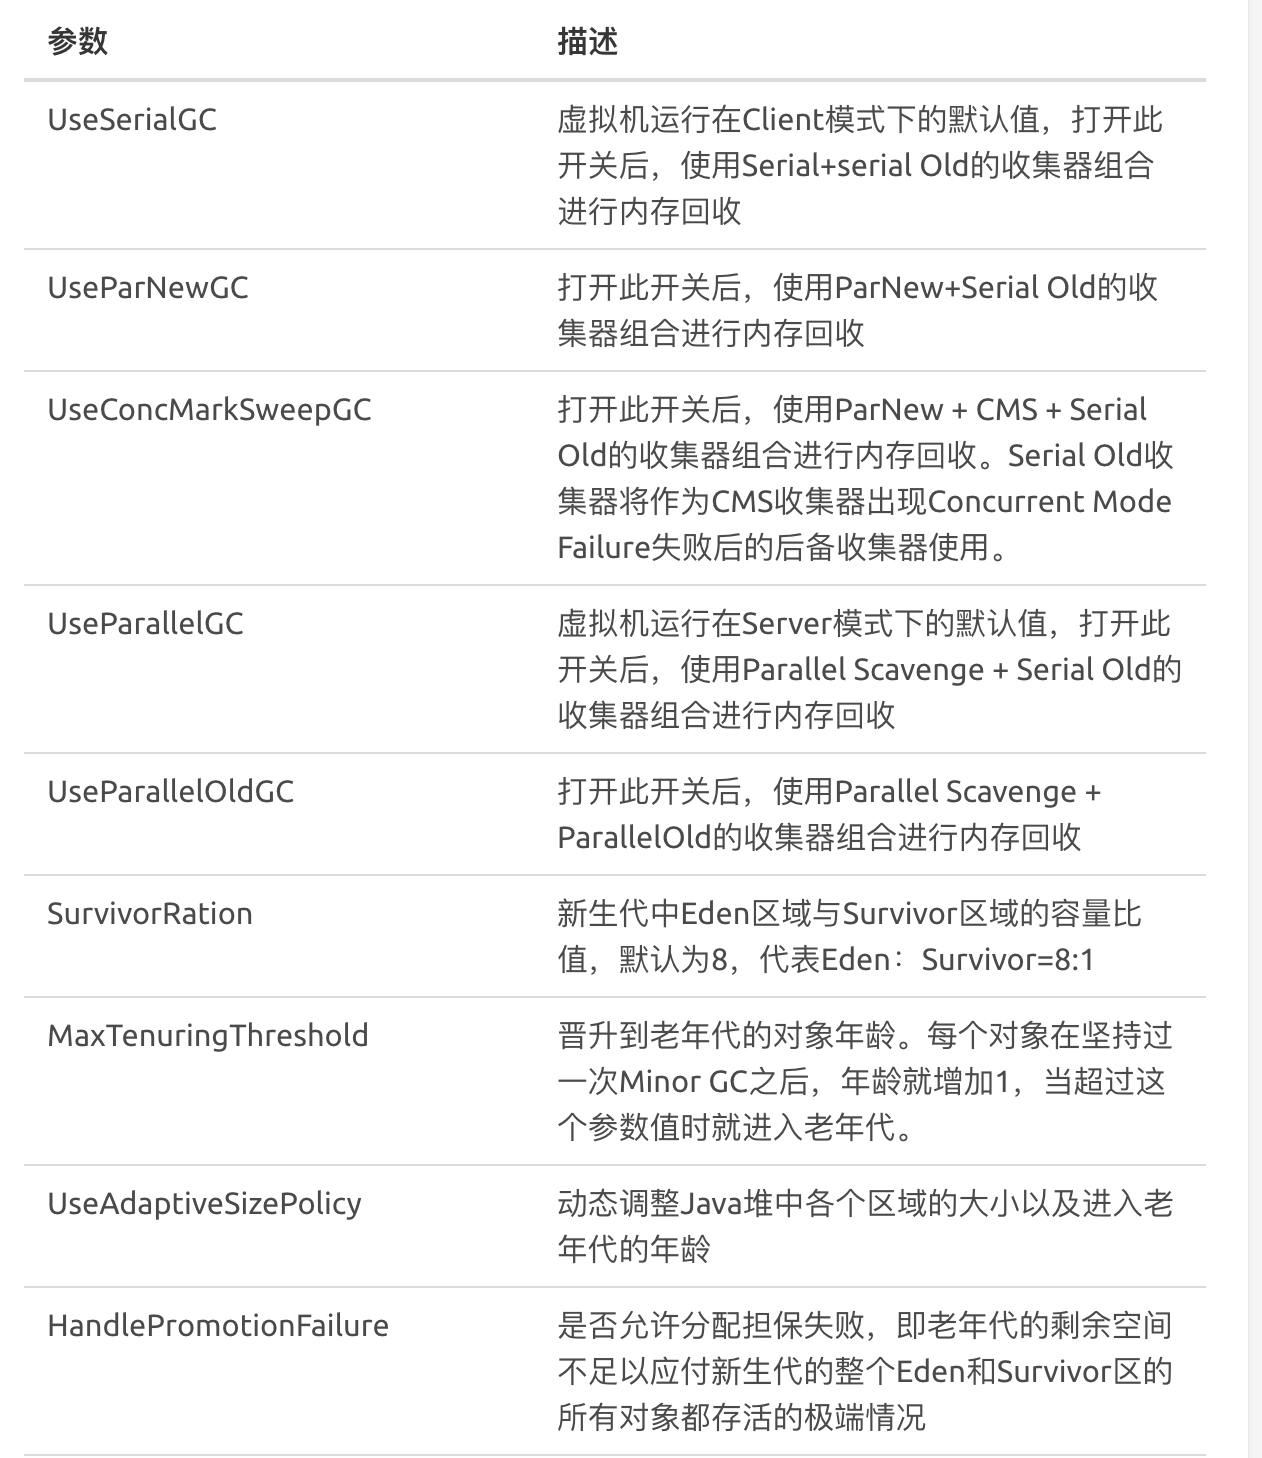 参数 描述
UseSerialGC 虚拟机运行在Client模式下的默认值，打开此
开关后，使用Serial+serial Old的收集器组合
进行内存回收
UseParNewGC 打开此开关后，使用ParNew+Serial Old的收
集器组合进行内存回收
UseConcMarkSweepGC 打开此开关后，使用ParNew + CMS + Serial
Old的收集器组合进行内存回收。Serial Old收
集器将作为CMS收集器出现Concurrent Mode
Failure失败后的后备收集器使用。
UseParallelGC 虚拟机运行在Server模式下的默认值，打开此
开关后，使用Parallel Scavenge + Serial Old的
收集器组合进行内存回收
UseParallelOldGC 打开此开关后，使用Parallel Scavenge +
ParallelOld的收集器组合进行内存回收
SurvivorRation 新生代中Eden区域与Survivor区域的容量比
值，默认为8，代表Eden：Survivor=8:1
MaxTenuringThreshold 晋升到老年代的对象年龄。每个对象在坚持过
一次Minor GC之后，年龄就增加1，当超过这
个参数值时就进入老年代。
UseAdaptiveSizePolicy 动态调整Java堆中各个区域的大小以及进入老
年代的年龄
HandlePromotionFailure 是否允许分配担保失败，即老年代的剩余空间
不足以应付新生代的整个Eden和Survivor区的
所有对象都存活的极端情况